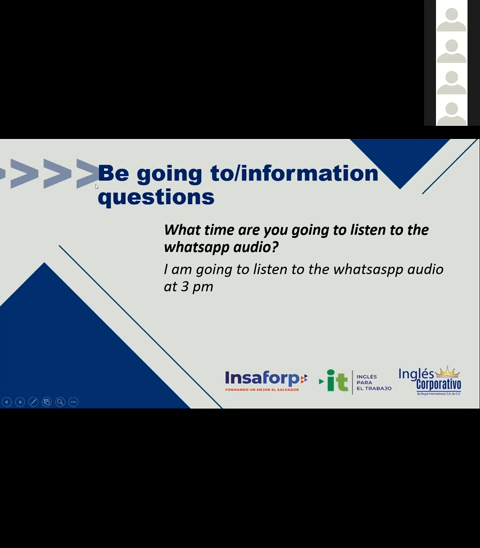 Be going to/information
questions
What time are you going to listen to the
whatsapp audio?
I am going to listen to the whatsaspp audio
at 3 pm
Insaforp
FORMANDO UN MEJOR EL SALVADOR
it
INGLÉS
PARA
EL TRABAJO
Inglés
Corporativo